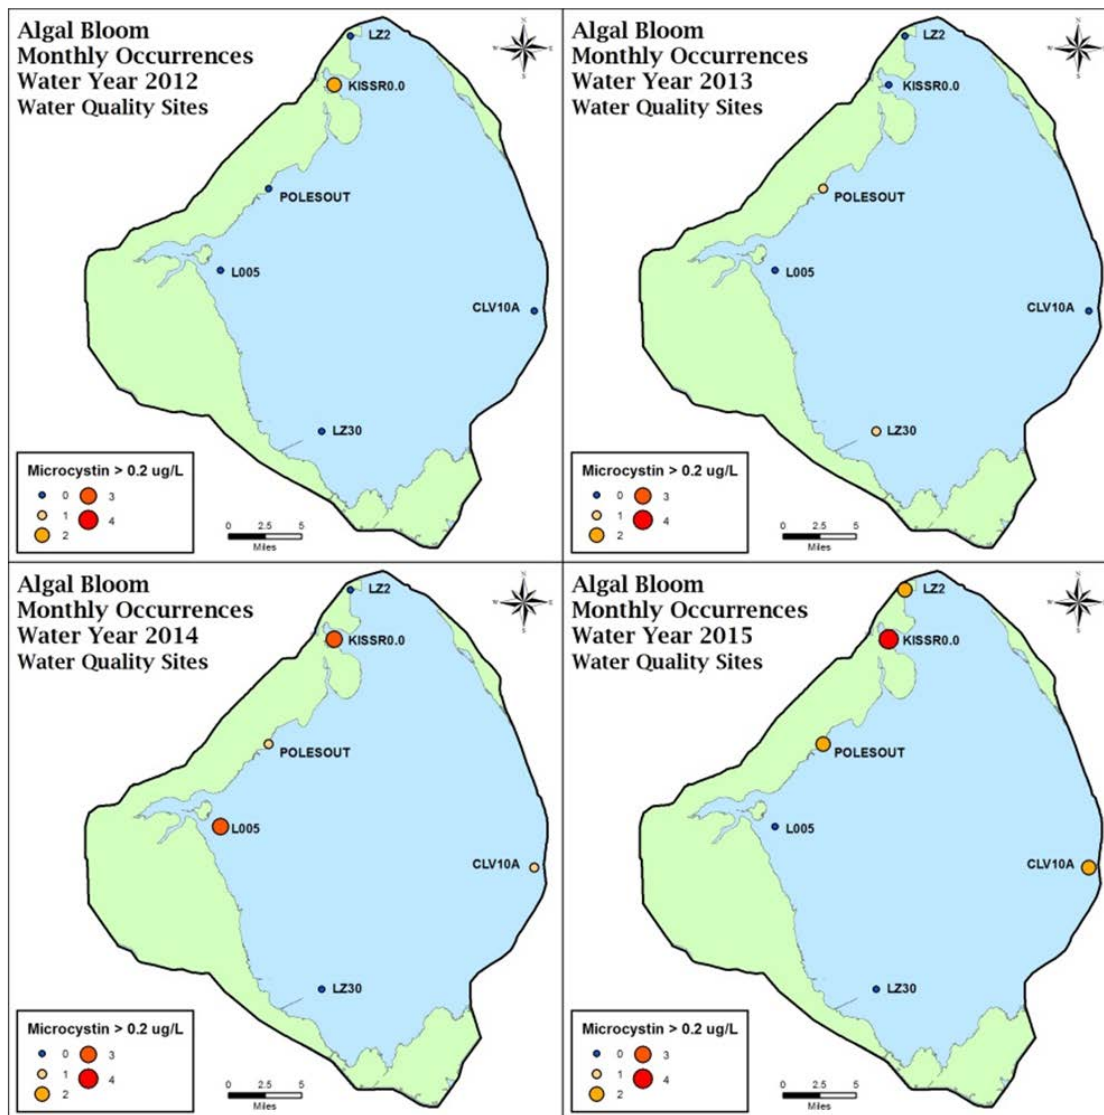 Algal Bloom
Monthly Occurrences
Water Year 2012
Water Quality Sites
N
W E
S
LZ2
KISSR0.0
POLESOUT
L005
CLV10A
LZ30
Microcystin > 0.2 ug/L
0 3
1 4
2
0 2.5 5
Miles
Algal Bloom
Monthly Occurrences
Water Year 2013
Water Quality Sites
N
W E
S
LZ2
KISSR0.0
POLESOUT
L005
CLV10A
LZ30
Microcystin > 0.2 ug/L
0 3
1 4
2
0 2.5 5
Miles
Algal Bloom
Monthly Occurrences
Water Year 2014
Water Quality Sites
N
W E
S
LZ2
KISSR0.0
POLESOUT
L005
CLV10A
LZ30
Microcystin > 0.2 ug/L
0 3
1 4
2
0 2.5 5
Miles
Algal Bloom
Monthly Occurrences
Water Year 2015
Water Quality Sites
N
W E
S
LZ2
KISSR0.0
POLESOUT
L005
CLV10A
LZ30
Microcystin > 0.2 ug/L
0 3
1 4
2
0 2.5 5
Miles